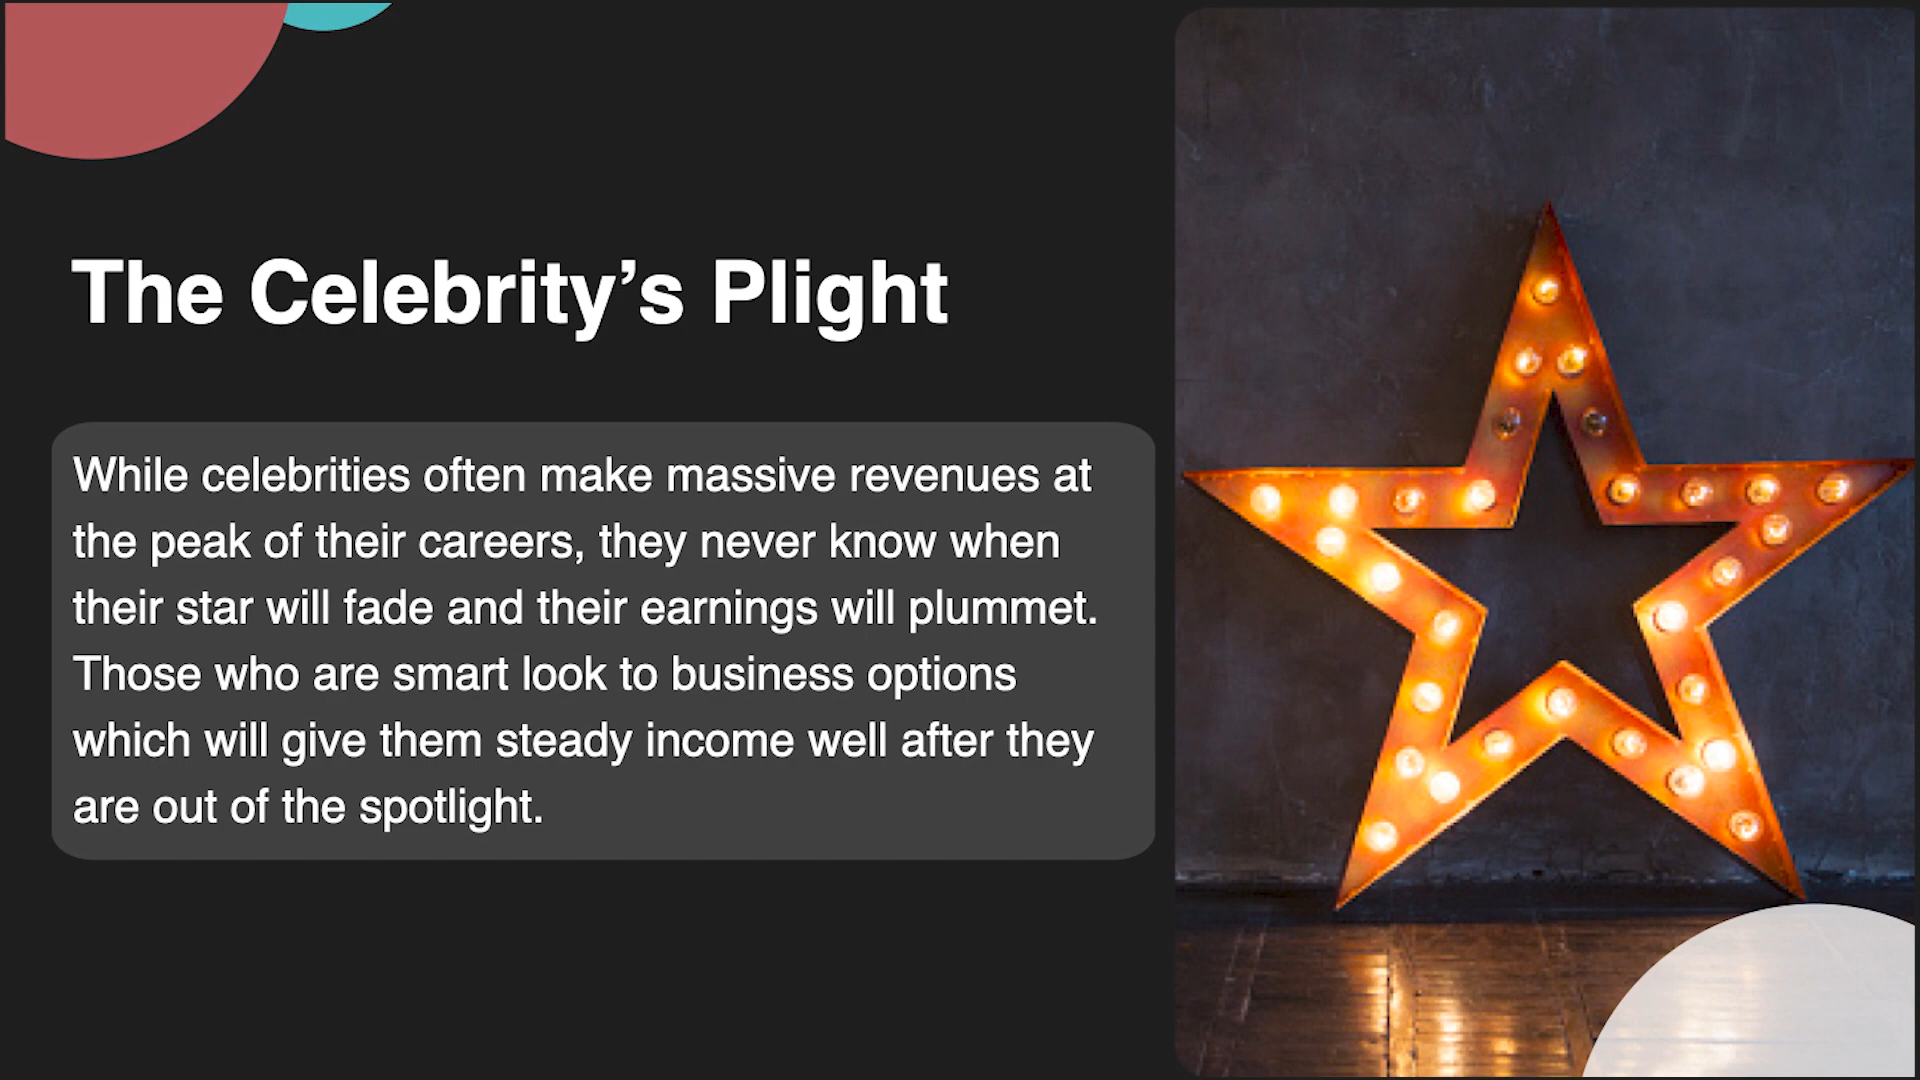 The Celebrity’s Plight
While celebrities often make massive revenues at
the peak of their careers, they never know when
their star will fade and their earnings will plummet.
Those who are smart look to business options
which will give them steady income well after they
are out of the spotlight.